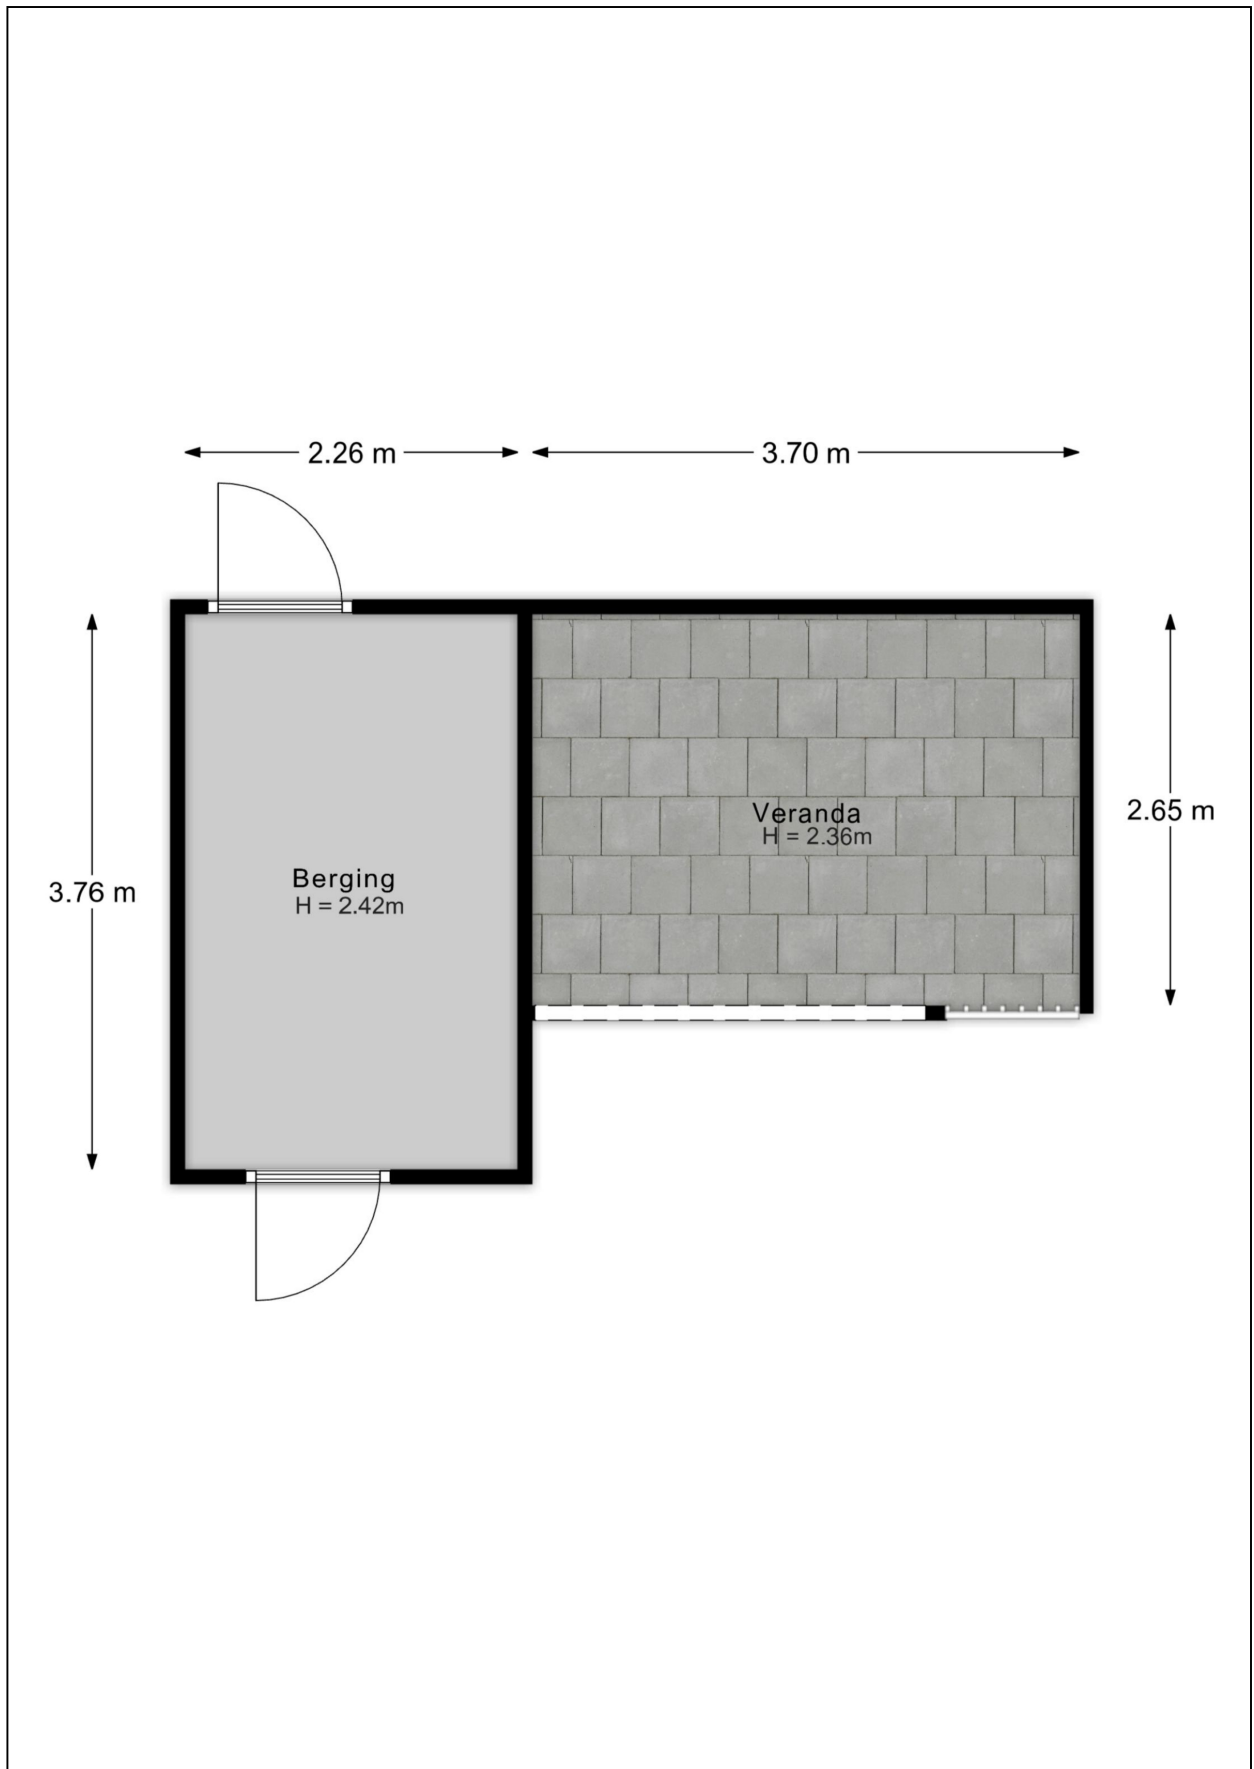 2.26 m
3.70 m
Veranda
H = 2.36m
2.65 m
Berging
H = 2.42m
3.76 m